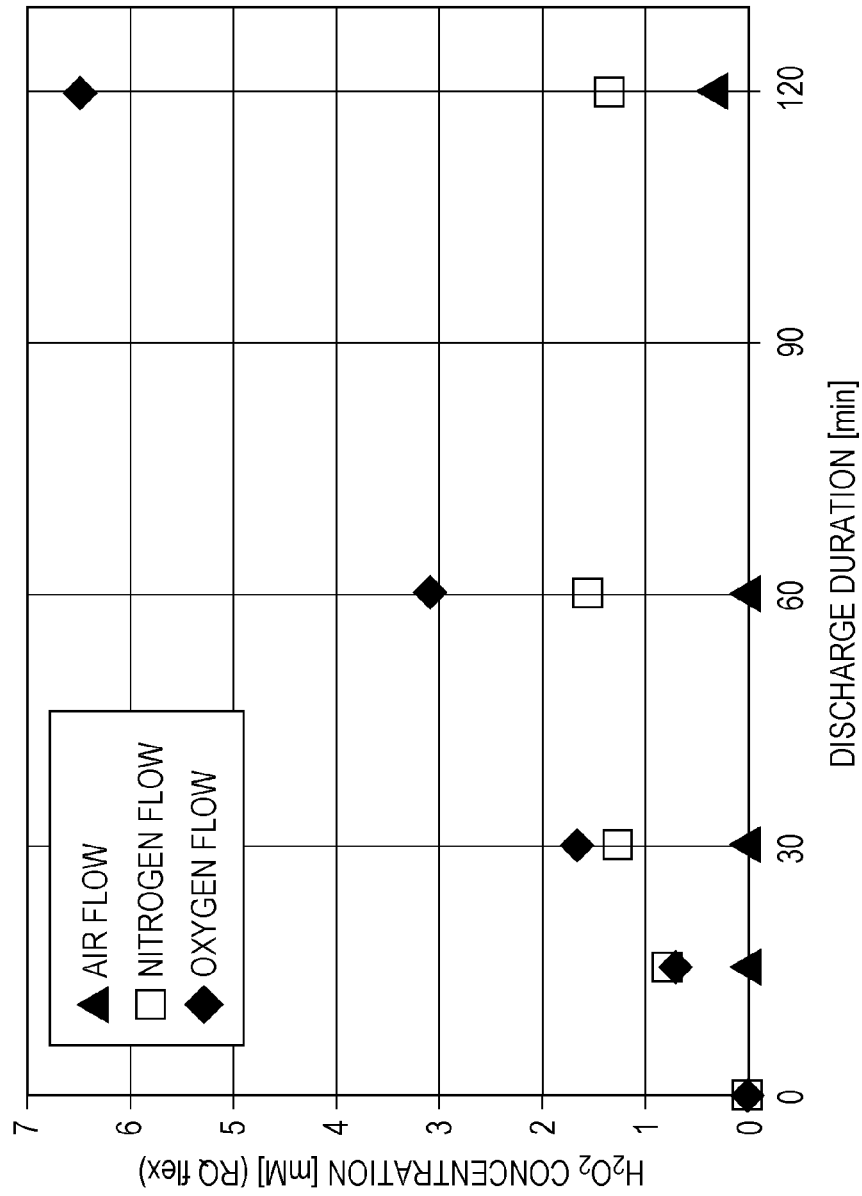 H₂O₂ CONCENTRATION [mM] (RQ flex)
7
6
5
4
3
2
1
0
AIR FLOW
NITROGEN FLOW
OXYGEN FLOW
0 30 60 90 120
DISCHARGE DURATION [min]